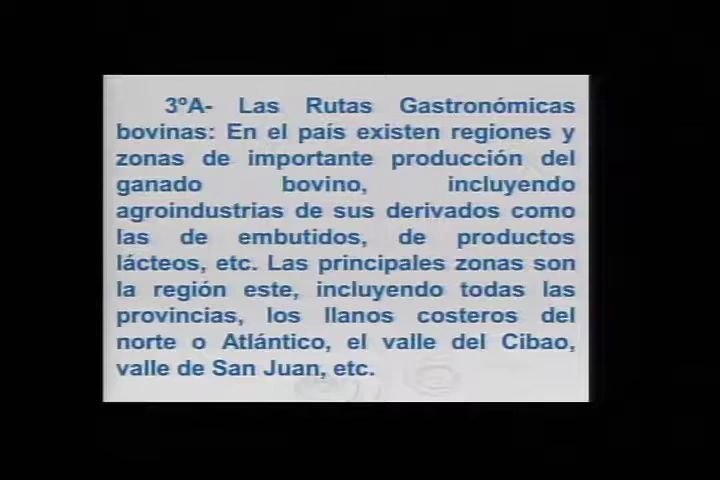 3ºA- Las Rutas Gastronómicas
bovinas: En el país existen regiones y
zonas de importante producción del
ganado bovino, incluyendo
agroindustrias de sus derivados como
las de embutidos, de productos
lácteos, etc. Las principales zonas son
la región este, incluyendo todas las
provincias, los llanos costeros del
norte o Atlántico, el valle del Cibao,
valle de San Juan, etc.